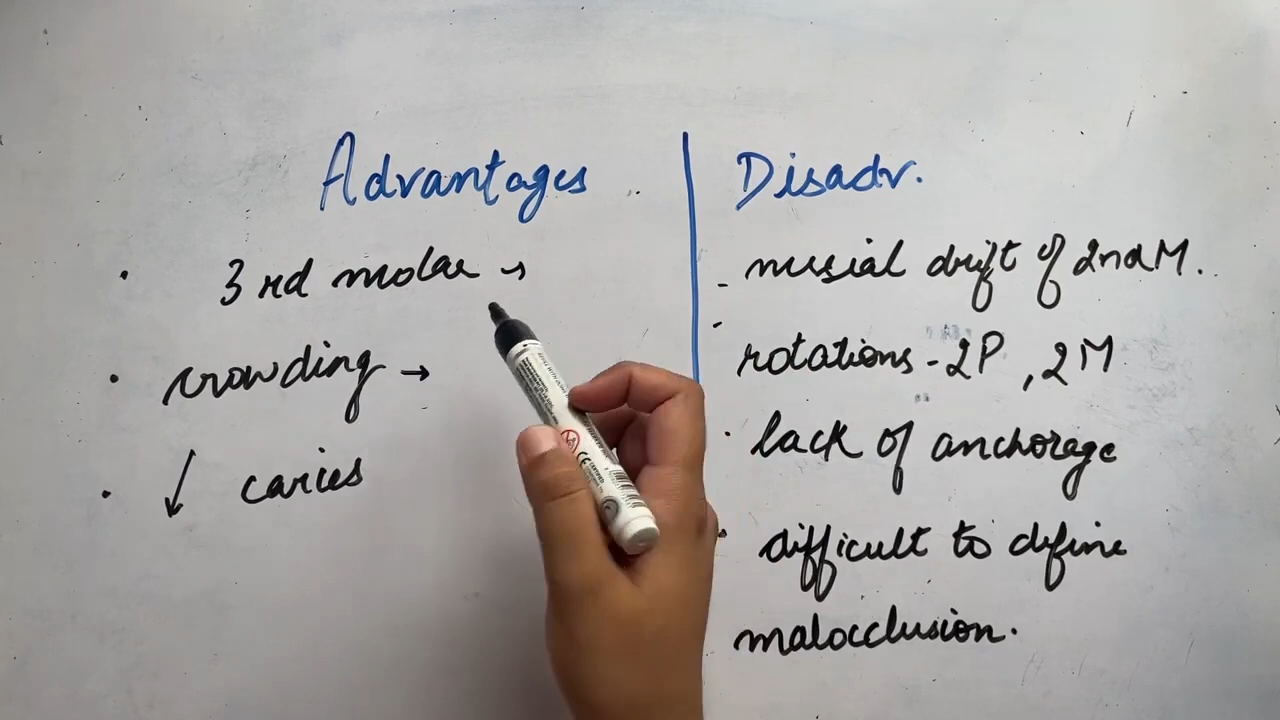 Advantages
• 3rd molar →
• crowding →
• ↓ caries
Disadv.
- mesial drift of 2nd M.
- rotations - 2P, 2M
• lack of anchorage
• difficult to define
malocclusion.
CE